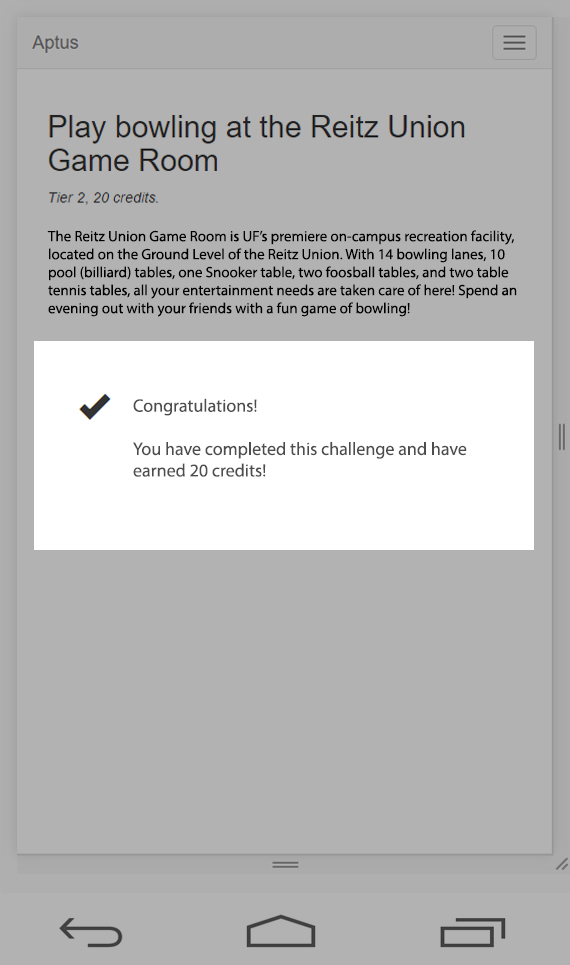 Aptus
Play bowling at the Reitz Union
Game Room
Tier 2, 20 credits.
The Reitz Union Game Room is UF's premiere on-campus recreation facility,
located on the Ground Level of the Reitz Union. With 14 bowling lanes, 10
pool (billiard) tables, one Snooker table, two foosball tables, and two table
tennis tables, all your entertainment needs are taken care of here! Spend an
evening out with your friends with a fun game of bowling!
Congratulations!
You have completed this challenge and have
earned 20 credits!